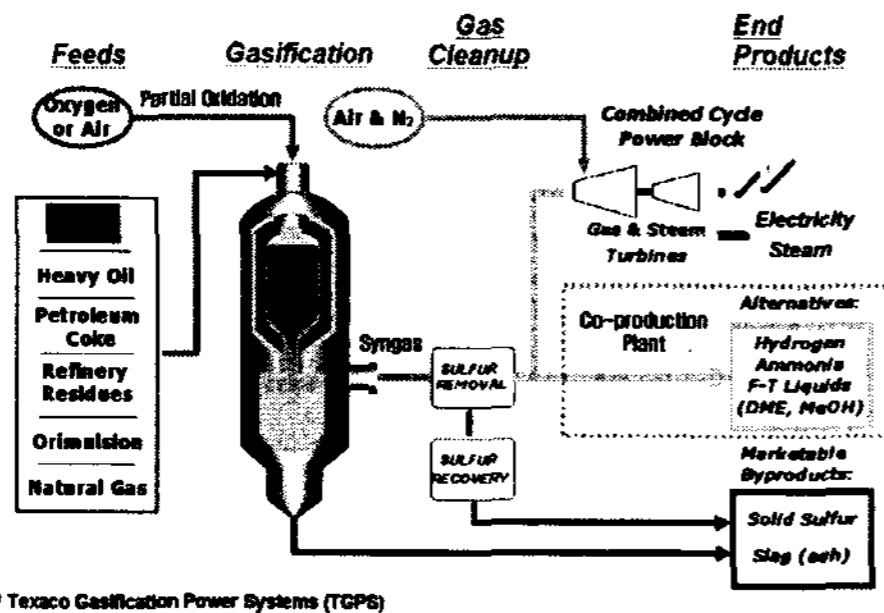 Feeds
Gasification
Gas
Cleanup
End
Products
Oxygen
or Air
Partial Oxidation
Air & N₂
Combined Cycle
Power Block
Gas & Steam
Turbines
Electricity
Steam
Heavy Oil
Petroleum
Coke
Refinery
Residues
Orimulsion
Natural Gas
Syngas
SULFUR
REMOVAL
SULFUR
RECOVERY
Co-production
Plant
Alternatives:
Hydrogen
Ammonia
F-T Liquids
(DME, MeOH)
Marketable
Byproducts:
Solid Sulfur
Slag (ash)
* Texaco Gasification Power Systems (TGPS)